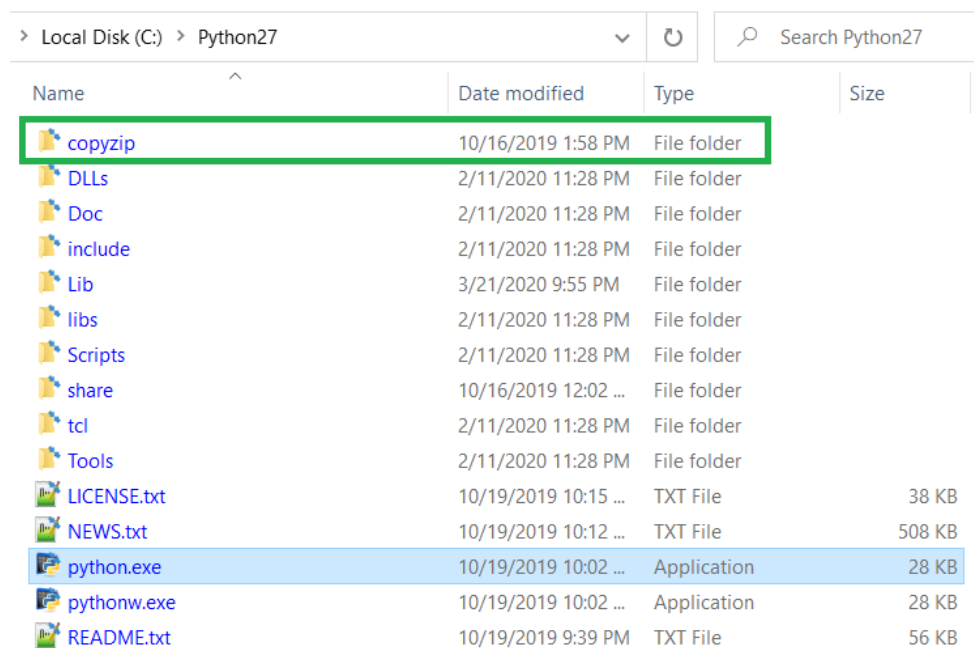 Local Disk (C:) > Python27 Search Python27
Name Date modified Type Size
copyzip 10/16/2019 1:58 PM File folder
DLLs 2/11/2020 11:28 PM File folder
Doc 2/11/2020 11:28 PM File folder
include 2/11/2020 11:28 PM File folder
Lib 3/21/2020 9:55 PM File folder
libs 2/11/2020 11:28 PM File folder
Scripts 2/11/2020 11:28 PM File folder
share 10/16/2019 12:02 ... File folder
tcl 2/11/2020 11:28 PM File folder
Tools 2/11/2020 11:28 PM File folder
LICENSE.txt 10/19/2019 10:15 ... TXT File 38 KB
NEWS.txt 10/19/2019 10:12 ... TXT File 508 KB
python.exe 10/19/2019 10:02 ... Application 28 KB
pythonw.exe 10/19/2019 10:02 ... Application 28 KB
README.txt 10/19/2019 9:39 PM TXT File 56 KB